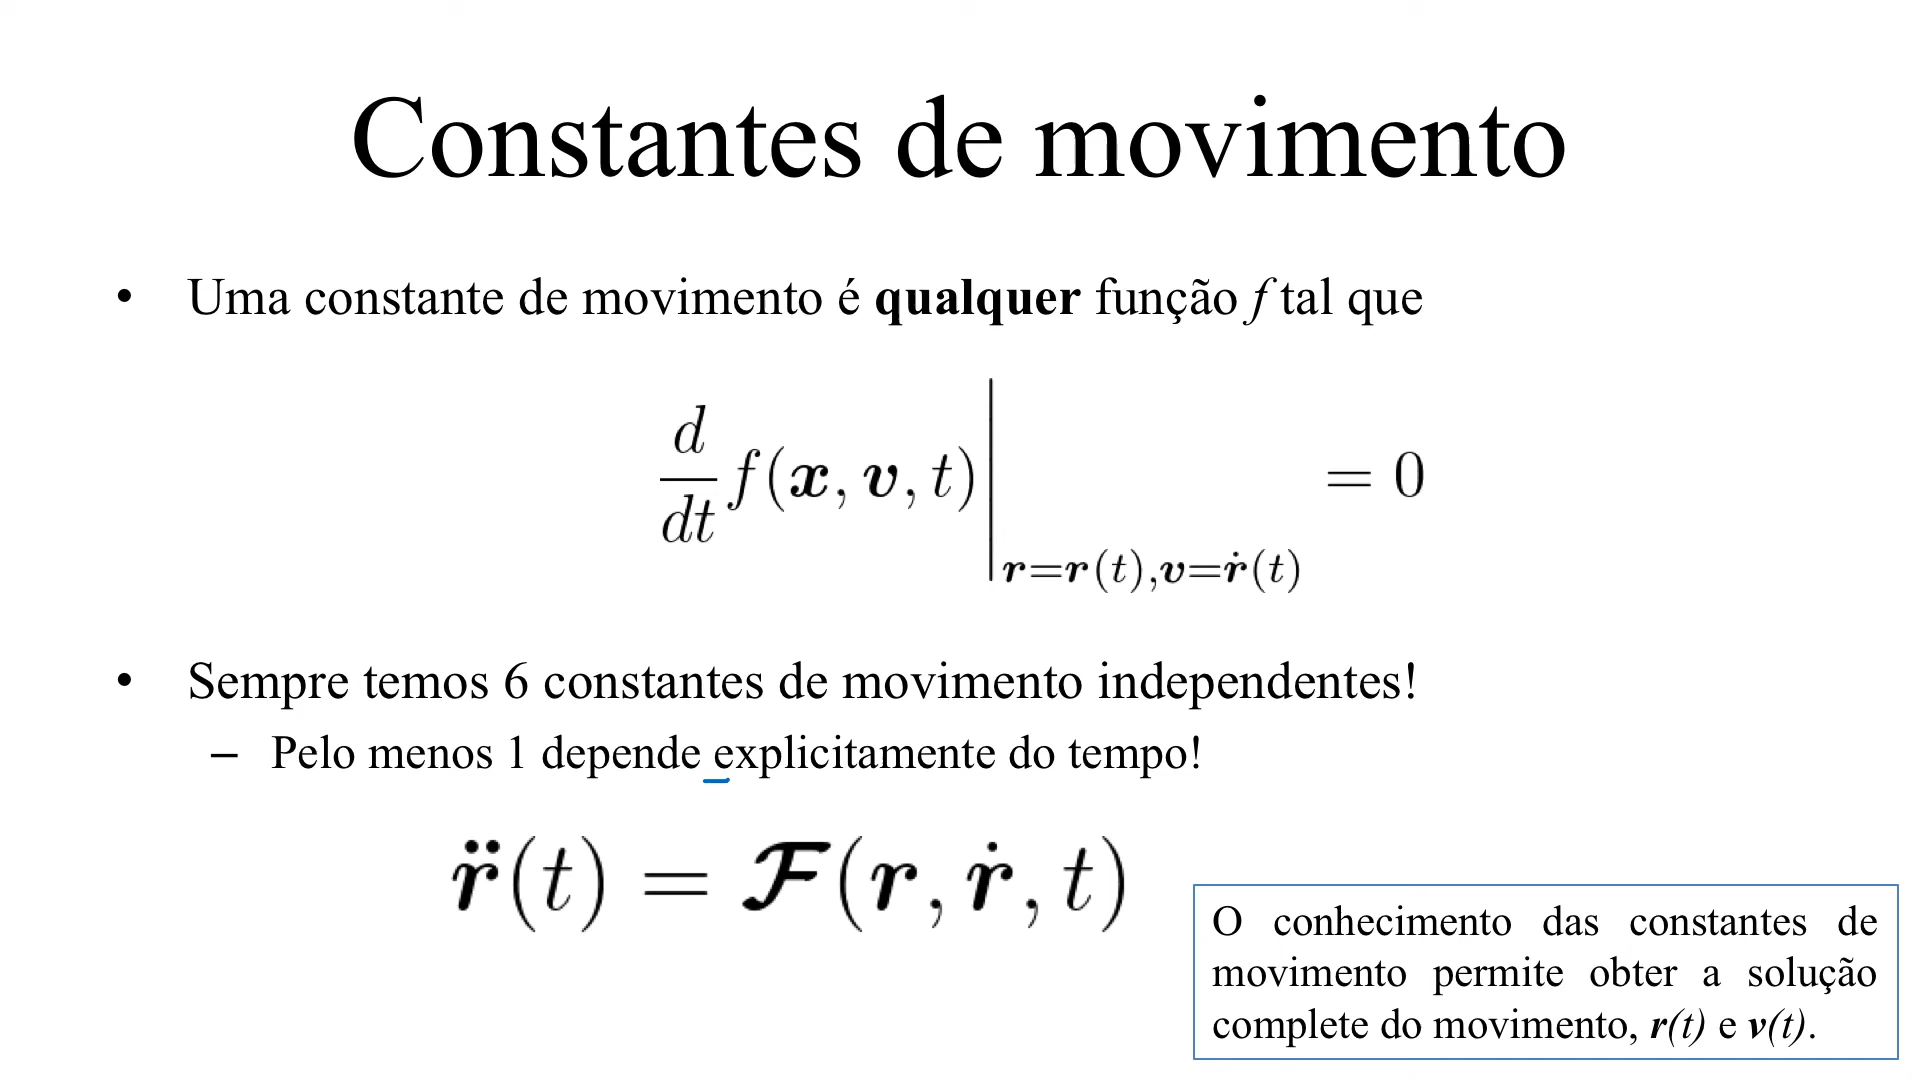 Constantes de movimento
• Uma constante de movimento é qualquer função f tal que
d/dt f(x, v, t)|r=r(t),v=ṙ(t) = 0
• Sempre temos 6 constantes de movimento independentes!
– Pelo menos 1 depende explicitamente do tempo!
r̈(t) = ℱ(r, ṙ, t)
O conhecimento das constantes de
movimento permite obter a solução
complete do movimento, r(t) e v(t).